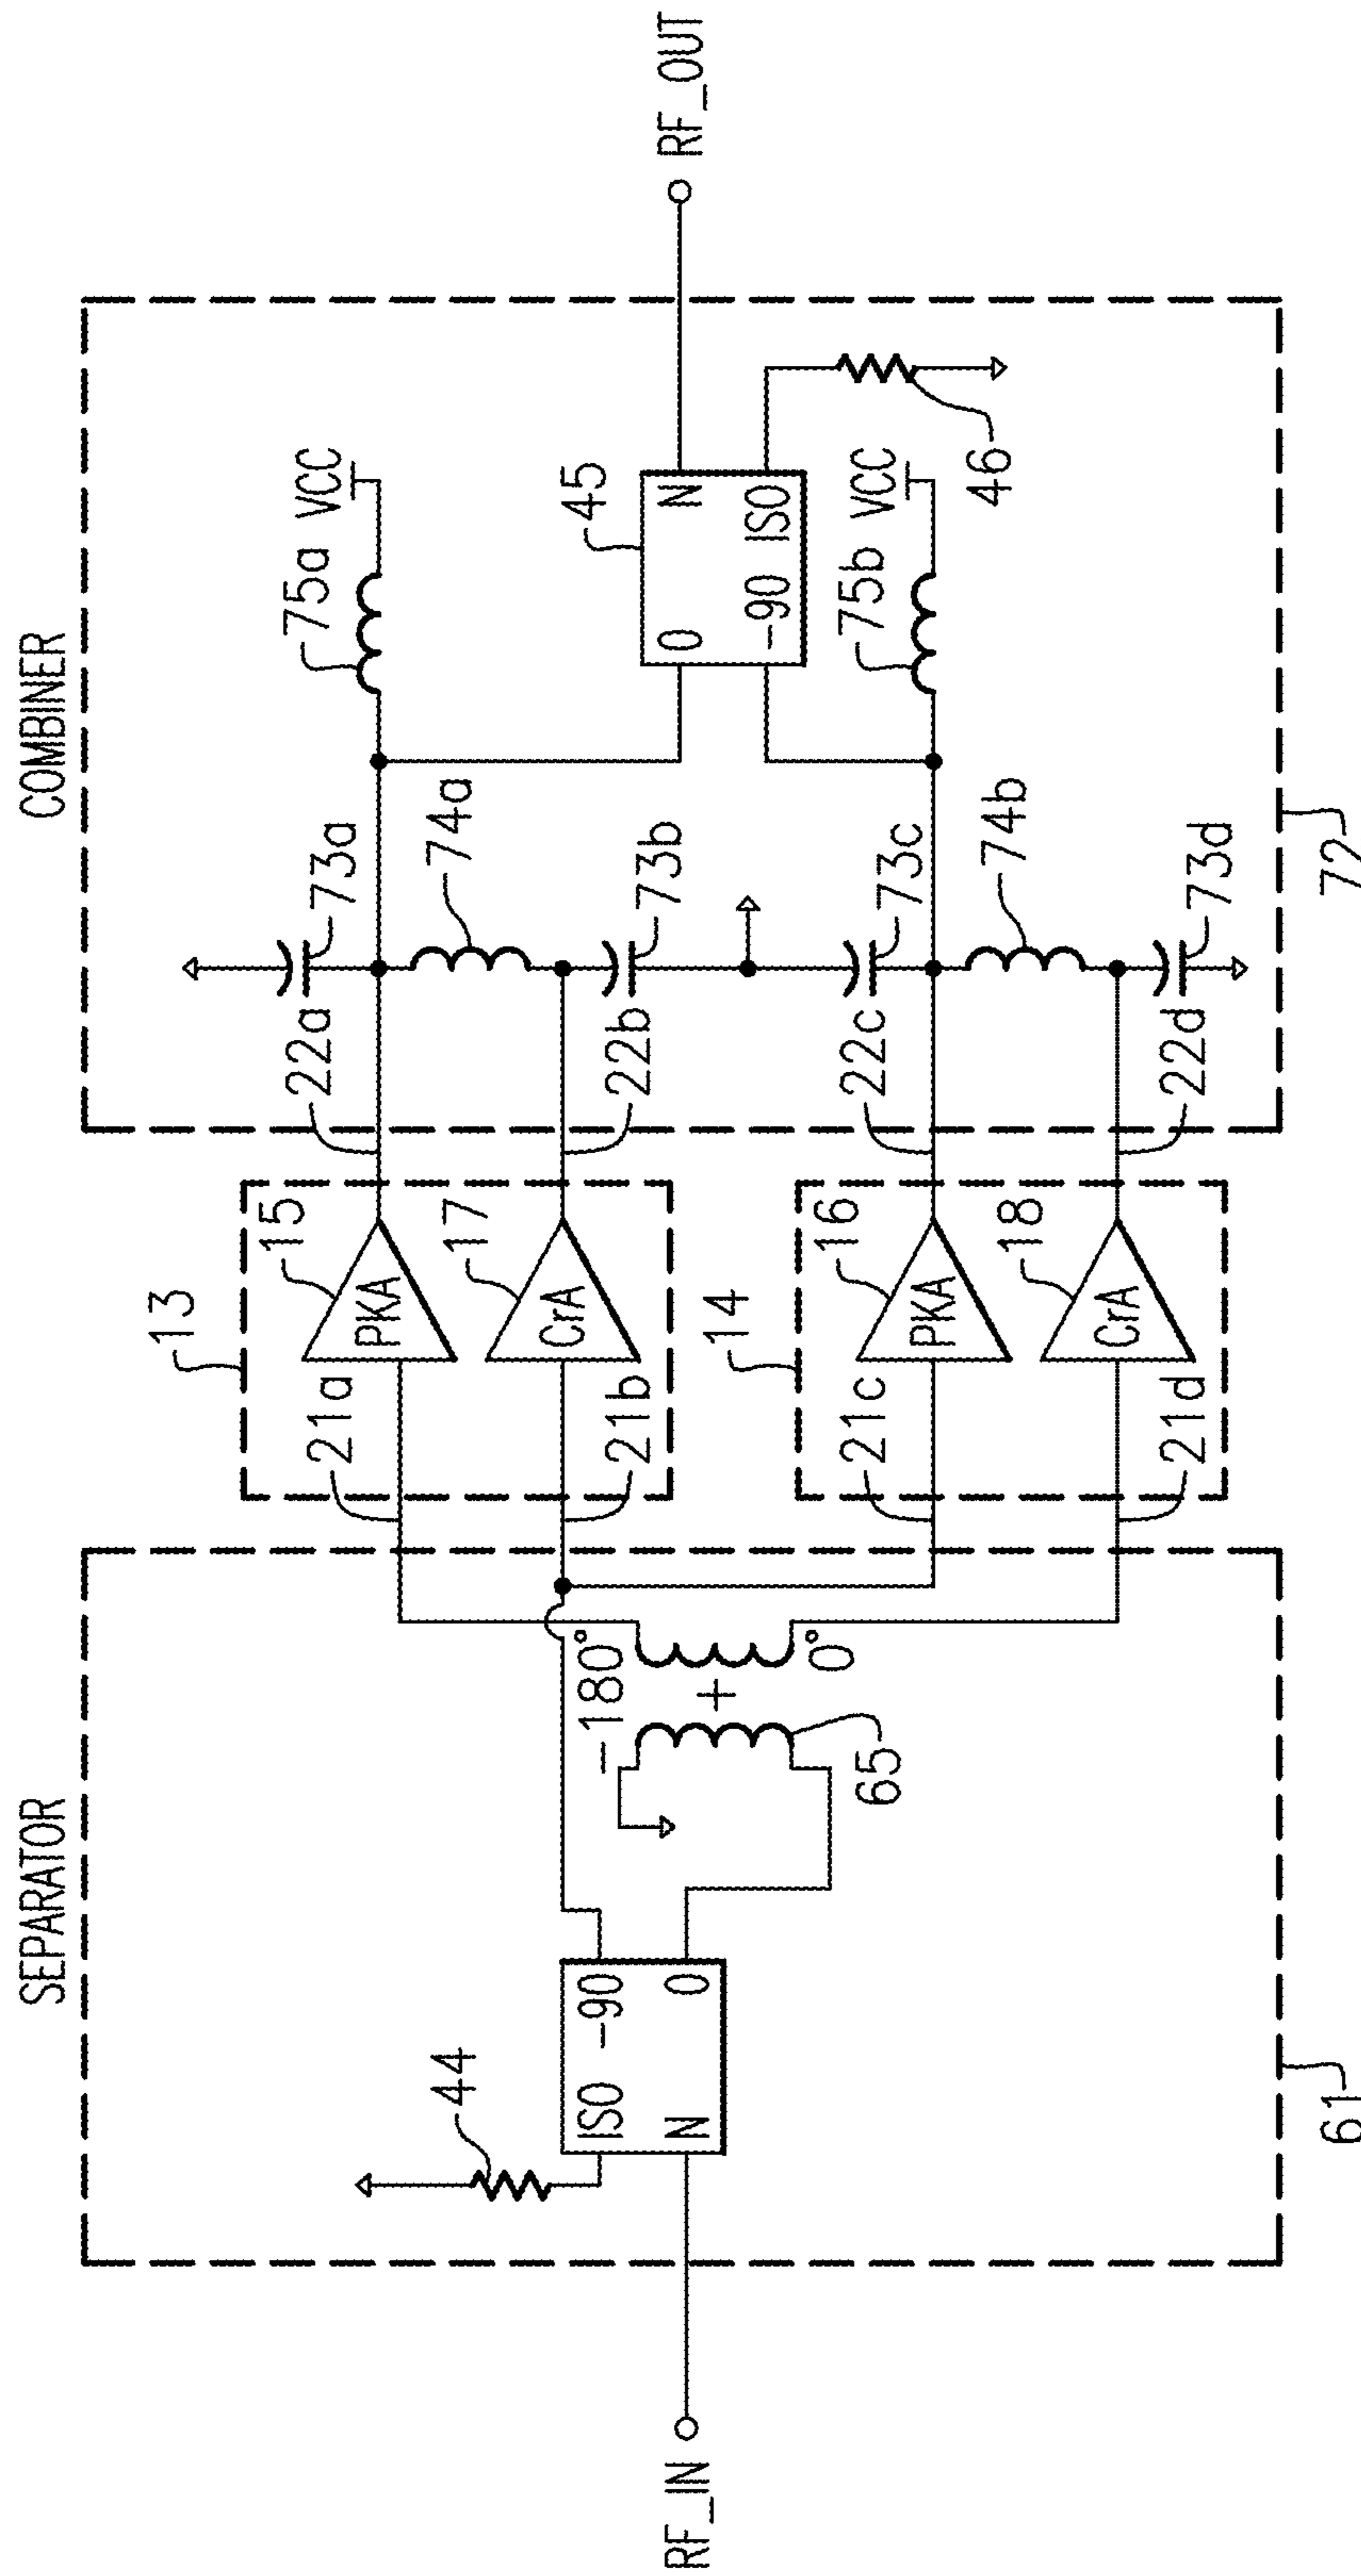 SEPARATOR
COMBINER
RF_IN
44
ISO -90
N 0
-180°
+
0°
65
61
13
21a
15
PKA
21b
17
CrA
14
21c
16
PKA
21d
18
CrA
22a
73a
74a
22b
73b
22c
73c
74b
22d
73d
75a
VCC
45
0 N
-90 ISO
75b
VCC
46
72
RF_OUT